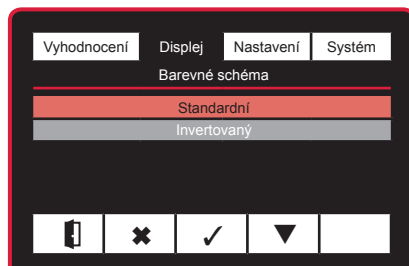 Vyhodnocení Displej Nastavení Systém
Barevné schéma
Standardní
Invertovaný